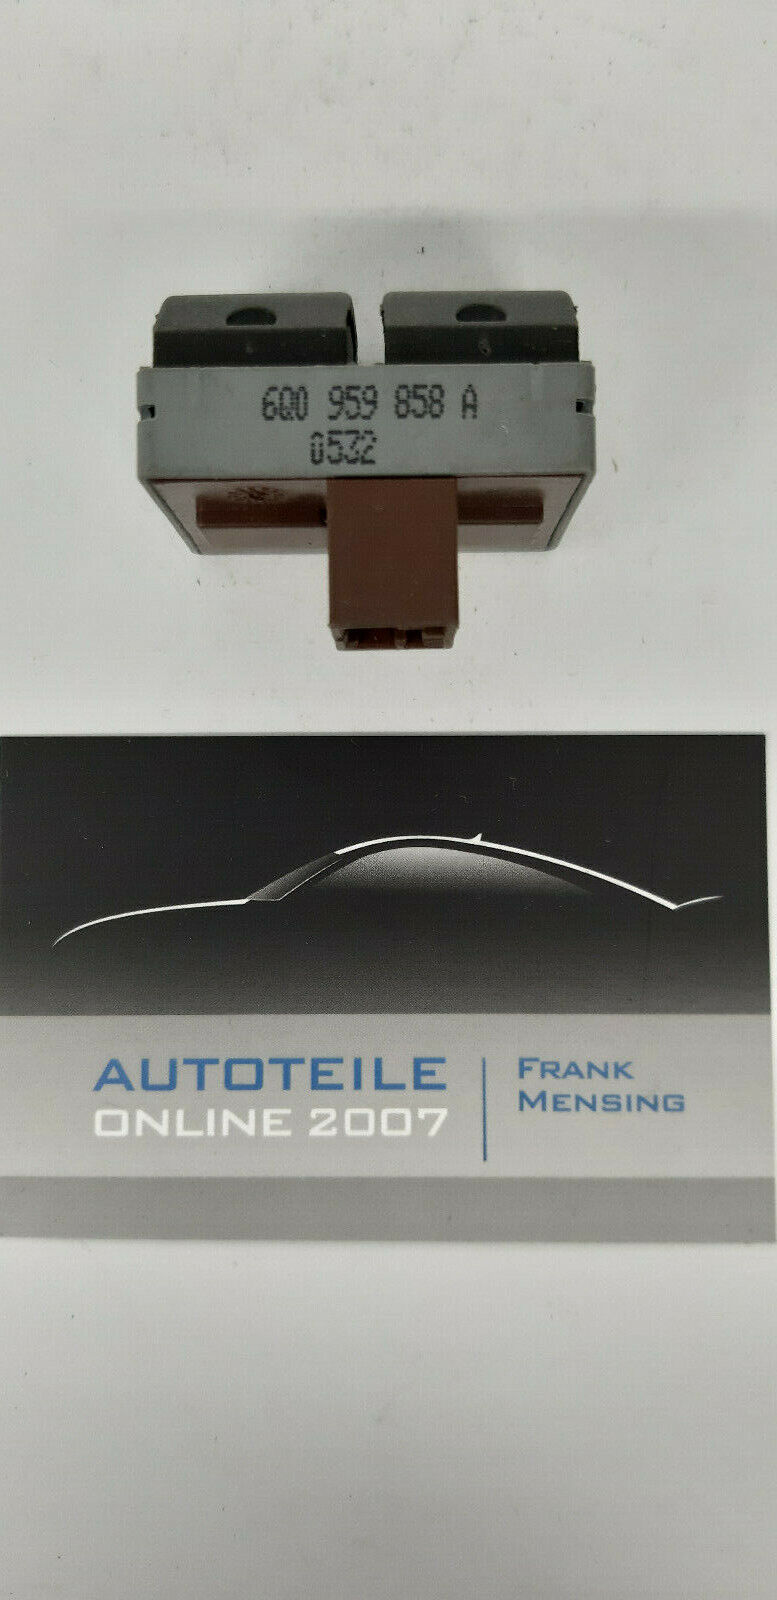 6Q0 959 858 A
0532
AUTOTEILE
ONLINE 2007
FRANK
MENSING